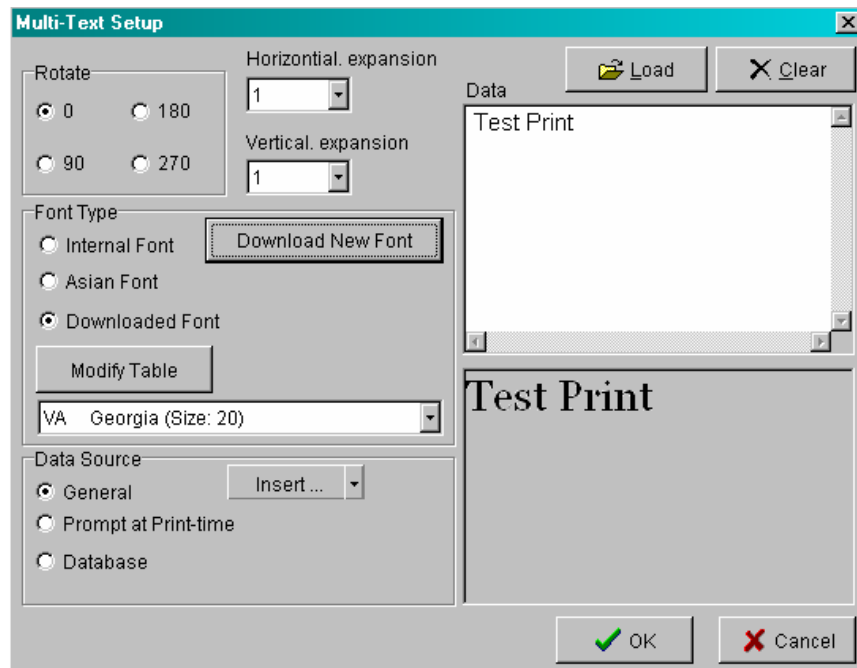 Multi-Text Setup
Rotate
0
180
90
270
Horizontial. expansion
1
Vertical. expansion
1
Load
Clear
Data
Test Print
Font Type
Internal Font
Download New Font
Asian Font
Downloaded Font
Modify Table
VA Georgia (Size: 20)
Test Print
Data Source
General
Insert ...
Prompt at Print-time
Database
OK
Cancel